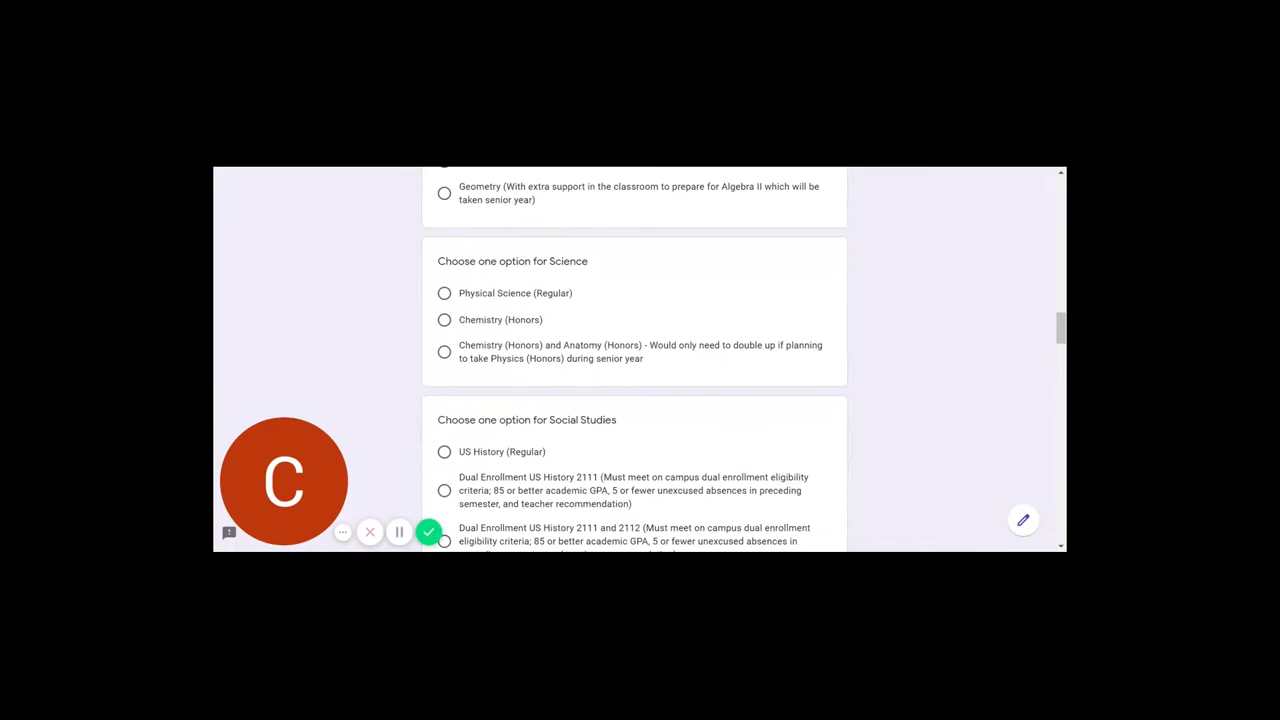 Geometry (With extra support in the classroom to prepare for Algebra II which will be
taken senior year)
Choose one option for Science
Physical Science (Regular)
Chemistry (Honors)
Chemistry (Honors) and Anatomy (Honors) - Would only need to double up if planning
to take Physics (Honors) during senior year
Choose one option for Social Studies
US History (Regular)
Dual Enrollment US History 2111 (Must meet on campus dual enrollment eligibility
criteria; 85 or better academic GPA, 5 or fewer unexcused absences in preceding
semester, and teacher recommendation)
Dual Enrollment US History 2111 and 2112 (Must meet on campus dual enrollment
eligibility criteria; 85 or better academic GPA, 5 or fewer unexcused absences in
C